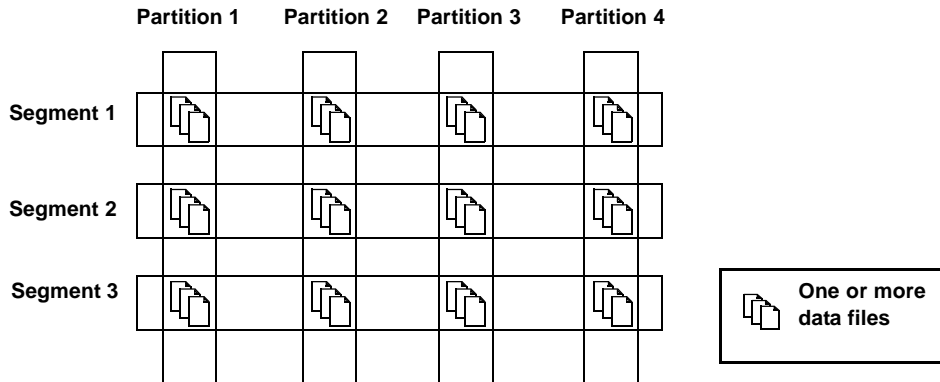 Partition 1 Partition 2 Partition 3 Partition 4
Segment 1
Segment 2
Segment 3
One or more
data files